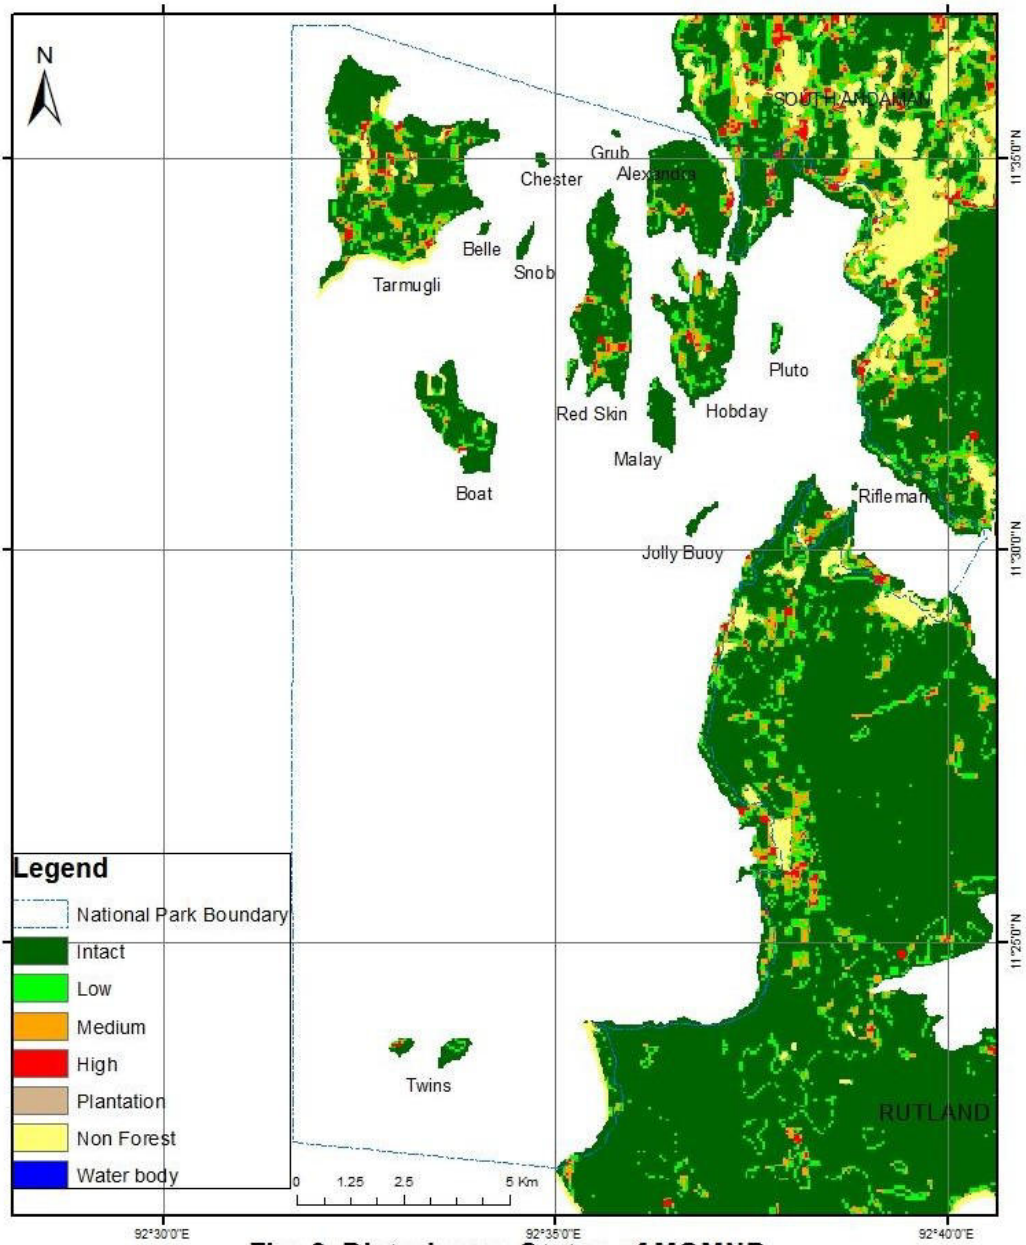 N
SOUTH ANDAMAN
Grub
Chester
Alexandra
11°35'0"N
Belle
Snob
Tarmugli
Pluto
Red Skin
Hobday
Malay
Boat
Rifleman
Jolly Buoy
11°30'0"N
Legend
National Park Boundary
Intact
11°25'0"N
Low
Medium
High
Twins
Plantation
RUTLAND
Non Forest
Water body
0 1.25 2.5 5 Km
92°30'0"E 92°35'0"E 92°40'0"E